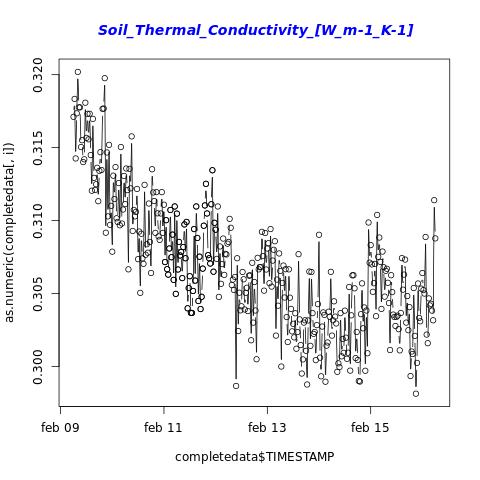 Soil_Thermal_Conductivity_[W_m-1_K-1]
as.numeric(completedata[, i])
0.320
0.315
0.310
0.305
0.300
feb 09 feb 11 feb 13 feb 15
completedata$TIMESTAMP